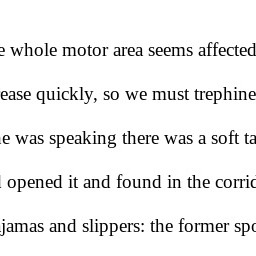 e whole motor area seems affected
ease quickly, so we must trephine
e was speaking there was a soft ta
opened it and found in the corrid
jamas and slippers: the former spo